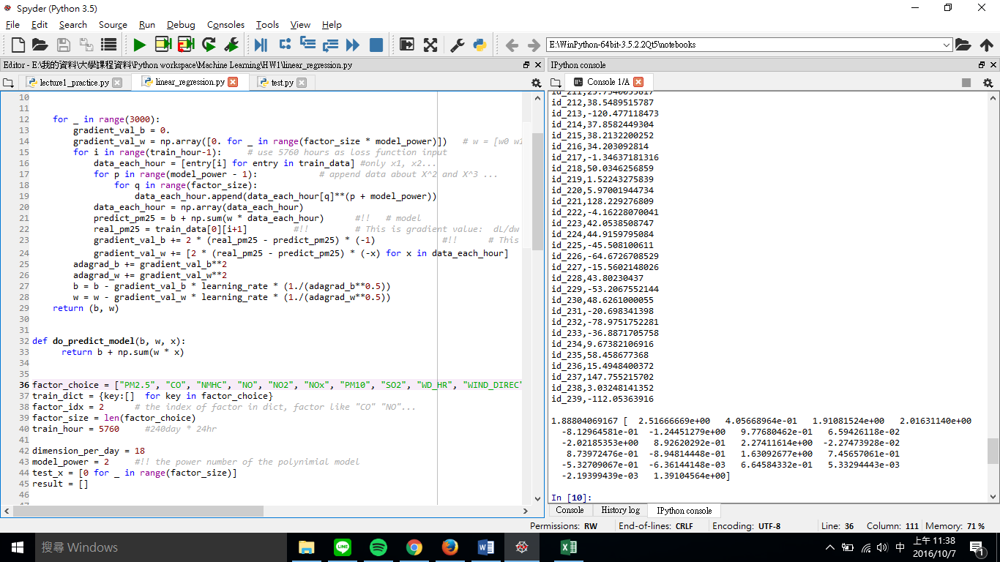 Spyder (Python 3.5)
File Edit Search Source Run Debug Consoles Tools View Help
E:\WinPython-64bit-3.5.2.2Qt5\notebooks
Editor - E:\我的資料\大學課程資料\Python workspace\Machine Learning\HW1\linear_regression.py
lecture1_practice.py linear_regression.py test.py
10
11
12 for _ in range(3000):
13 gradient_val_b = 0.
14 gradient_val_w = np.array([0. for _ in range(factor_size * model_power)]) # w = [w0 w1
15 for i in range(train_hour-1): # use 5760 hours as loss function input
16 data_each_hour = [entry[i] for entry in train_data] #only x1, x2...
17 for p in range(model_power - 1): # append data about X^2 and X^3 ...
18 for q in range(factor_size):
19 data_each_hour.append(data_each_hour[q]**(p + model_power))
20 data_each_hour = np.array(data_each_hour)
21 predict_pm25 = b + np.sum(w * data_each_hour) #!! # model
22 real_pm25 = train_data[0][i+1] #!! # This is gradient value: dL/dw
23 gradient_val_b += 2 * (real_pm25 - predict_pm25) * (-1) #!! # This
24 gradient_val_w += [2 * (real_pm25 - predict_pm25) * (-x) for x in data_each_hour]
25 adagrad_b += gradient_val_b**2
26 adagrad_w += gradient_val_w**2
27 b = b - gradient_val_b * learning_rate * (1./(adagrad_b**0.5))
28 w = w - gradient_val_w * learning_rate * (1./(adagrad_w**0.5))
29 return (b, w)
30
31
32 def do_predict_model(b, w, x):
33 return b + np.sum(w * x)
34
35
36 factor_choice = ["PM2.5", "CO", "NMHC", "NO", "NO2", "NOx", "PM10", "SO2", "WD_HR", "WIND_DIREC"
37 train_dict = {key:[] for key in factor_choice}
38 factor_idx = 2 # the index of factor in dict, factor like "CO" "NO"...
39 factor_size = len(factor_choice)
40 train_hour = 5760 #240day * 24hr
41
42 dimension_per_day = 18
43 model_power = 2 #!! the power number of the polynimial model
44 test_x = [0 for _ in range(factor_size)]
45 result = []
46
IPython console
Console 1/A
id_211,23.7540053817
id_212,38.5489515787
id_213,-120.477118473
id_214,37.8582449304
id_215,38.2132200252
id_216,34.203092814
id_217,-1.34637181316
id_218,50.0346256859
id_219,1.52243275839
id_220,5.97001944734
id_221,128.229276809
id_222,-4.16228070041
id_223,42.0538508747
id_224,44.9159795084
id_225,-45.508100611
id_226,-64.6726708529
id_227,-15.5602148026
id_228,43.80230437
id_229,-53.2067552144
id_230,48.6261000055
id_231,-20.698341398
id_232,-78.9751752281
id_233,-36.8871705758
id_234,9.67382106916
id_235,58.458677368
id_236,15.4948400372
id_237,147.755215702
id_238,3.03248141352
id_239,-112.05363916
1.88804069167 [ 2.51666669e+00 4.05668964e-01 1.91081524e+00 2.01631140e+00
-8.12964581e-01 -1.24451279e+00 9.77680462e-01 6.59426118e-02
-2.02185353e+00 8.92620292e-01 2.27411614e+00 -2.27473928e-02
8.73972476e-01 -8.94814448e-01 1.63092677e+00 7.45657061e-01
-5.32709067e-01 -6.36144148e-03 6.64584332e-01 5.33294443e-03
-2.19399439e-03 1.39104564e+00]
In [10]:
Console History log IPython console
Permissions: RW End-of-lines: CRLF Encoding: UTF-8 Line: 36 Column: 111 Memory: 71 %
搜尋 Windows
中
上午 11:38
2016/10/7
1